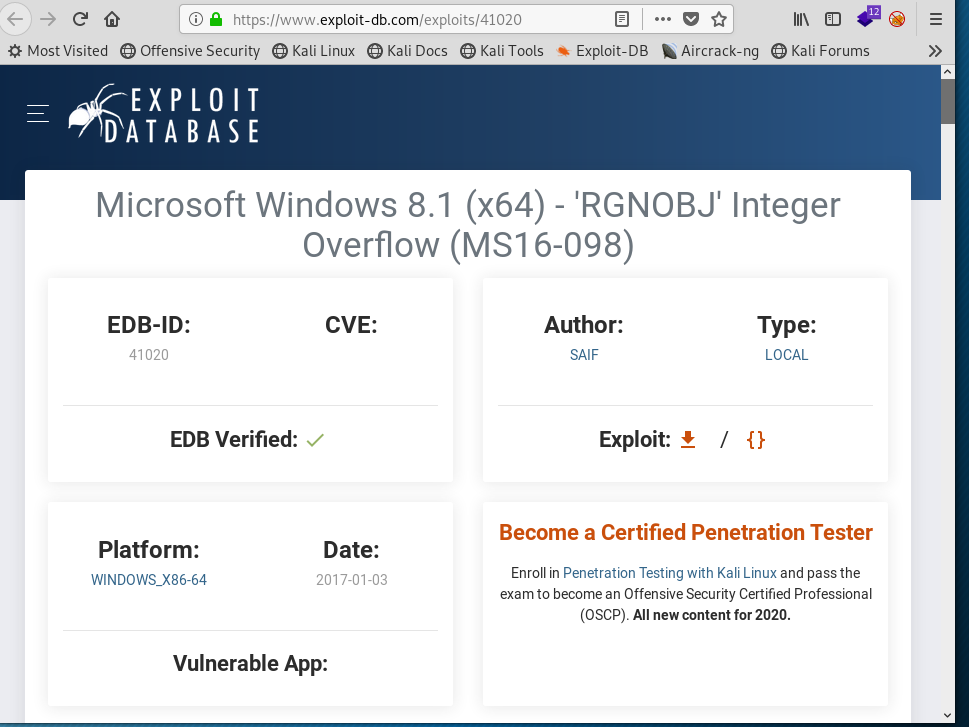 https://www.exploit-db.com/exploits/41020
12
Most Visited Offensive Security Kali Linux Kali Docs Kali Tools Exploit-DB Aircrack-ng Kali Forums
EXPLOIT
DATABASE
Microsoft Windows 8.1 (x64) - 'RGNOBJ' Integer
Overflow (MS16-098)
EDB-ID: CVE:
41020
EDB Verified:
Author: Type:
SAIF LOCAL
Exploit: / {}
Platform: Date:
WINDOWS_X86-64 2017-01-03
Vulnerable App:
Become a Certified Penetration Tester
Enroll in Penetration Testing with Kali Linux and pass the
exam to become an Offensive Security Certified Professional
(OSCP). All new content for 2020.